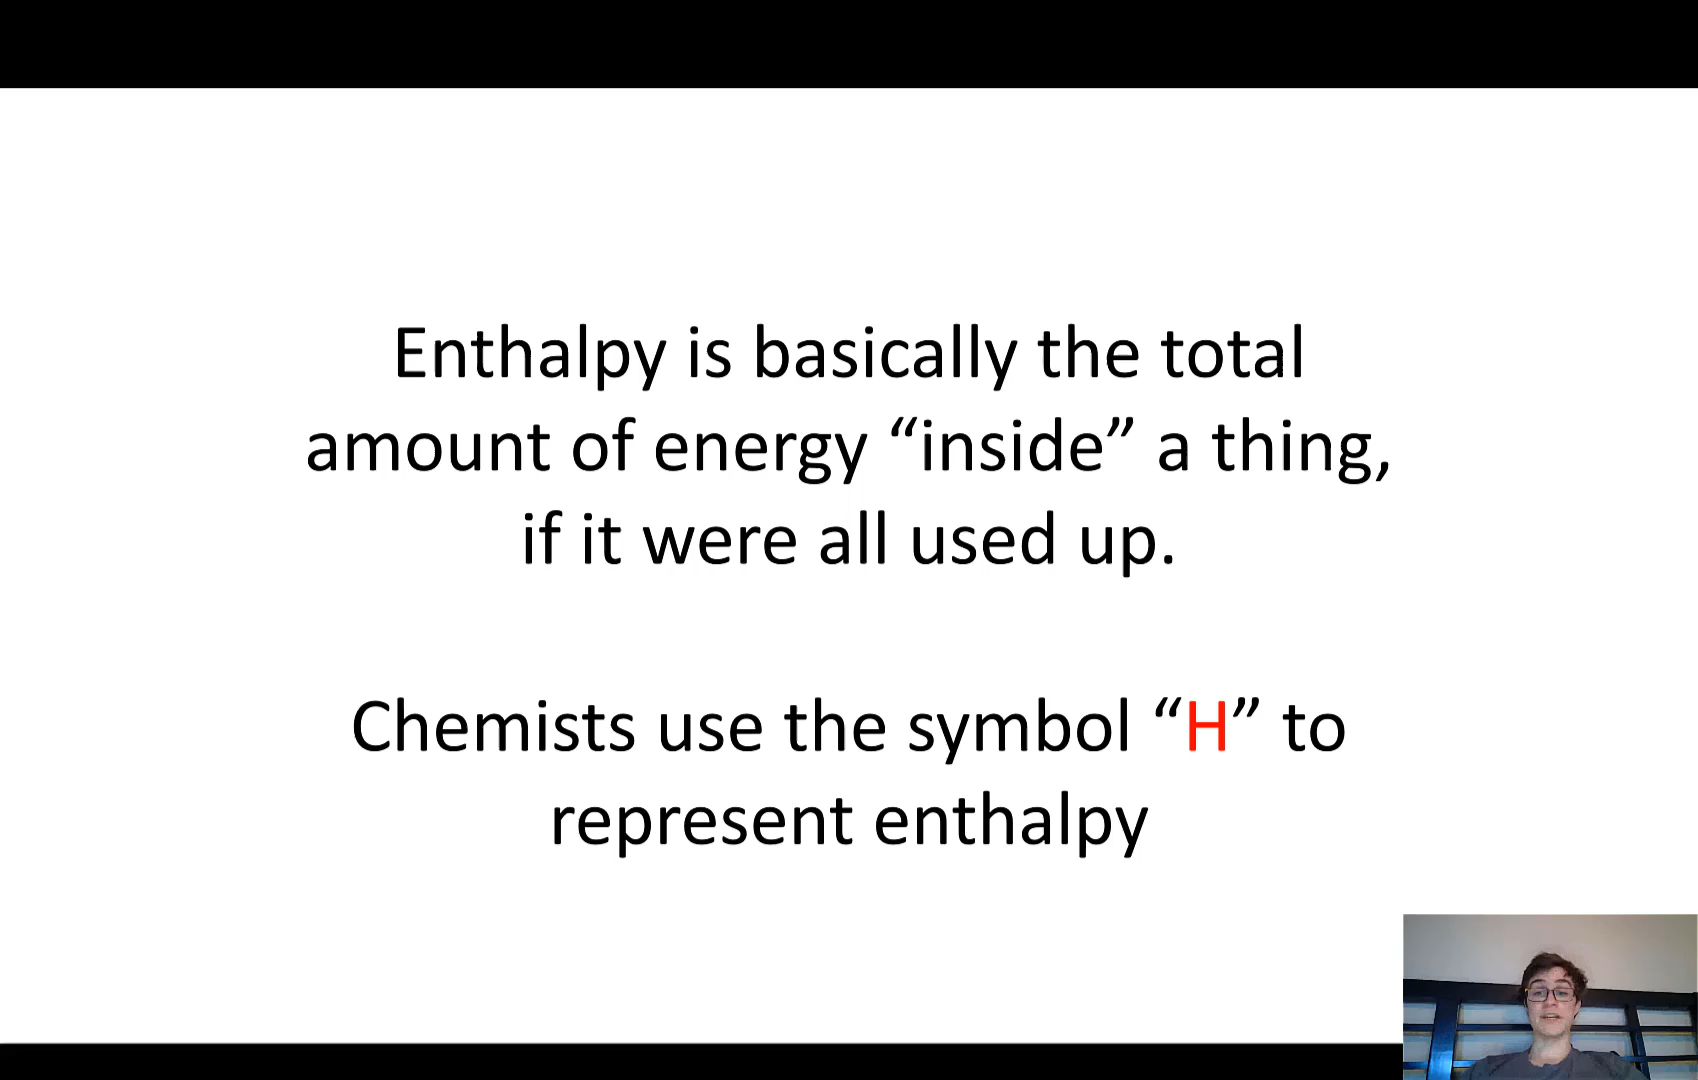 Enthalpy is basically the total
amount of energy “inside” a thing,
if it were all used up.
Chemists use the symbol “H” to
represent enthalpy